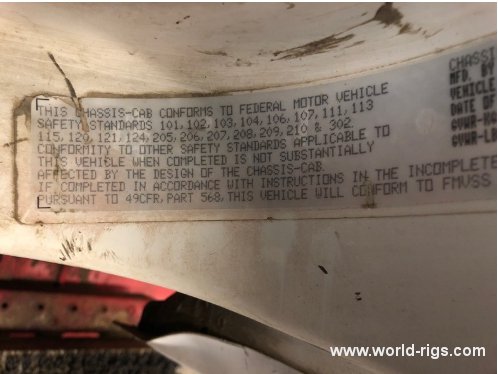 THIS CHASSIS-CAB CONFORMS TO FEDERAL MOTOR VEHICLE
SAFETY STANDARDS 101, 102, 103, 104, 106, 107, 111, 113
115, 120, 121, 124, 205, 206, 207, 208, 209, 210 & 302
CONFORMITY TO OTHER SAFETY STANDARDS APPLICABLE TO
THIS VEHICLE WHEN COMPLETED IS NOT SUBSTANTIALLY
AFFECTED BY THE DESIGN OF THE CHASSIS-CAB.
IF COMPLETED IN ACCORDANCE WITH INSTRUCTIONS IN THE INCOMPLETE
PURSUANT TO 49CFR, PART 568, THIS VEHICLE WILL CONFORM TO FMVSS
CHASSI
MFD. BY
VEHICLE
DATE OF
GVWR-
GVWR-
www.world-rigs.com